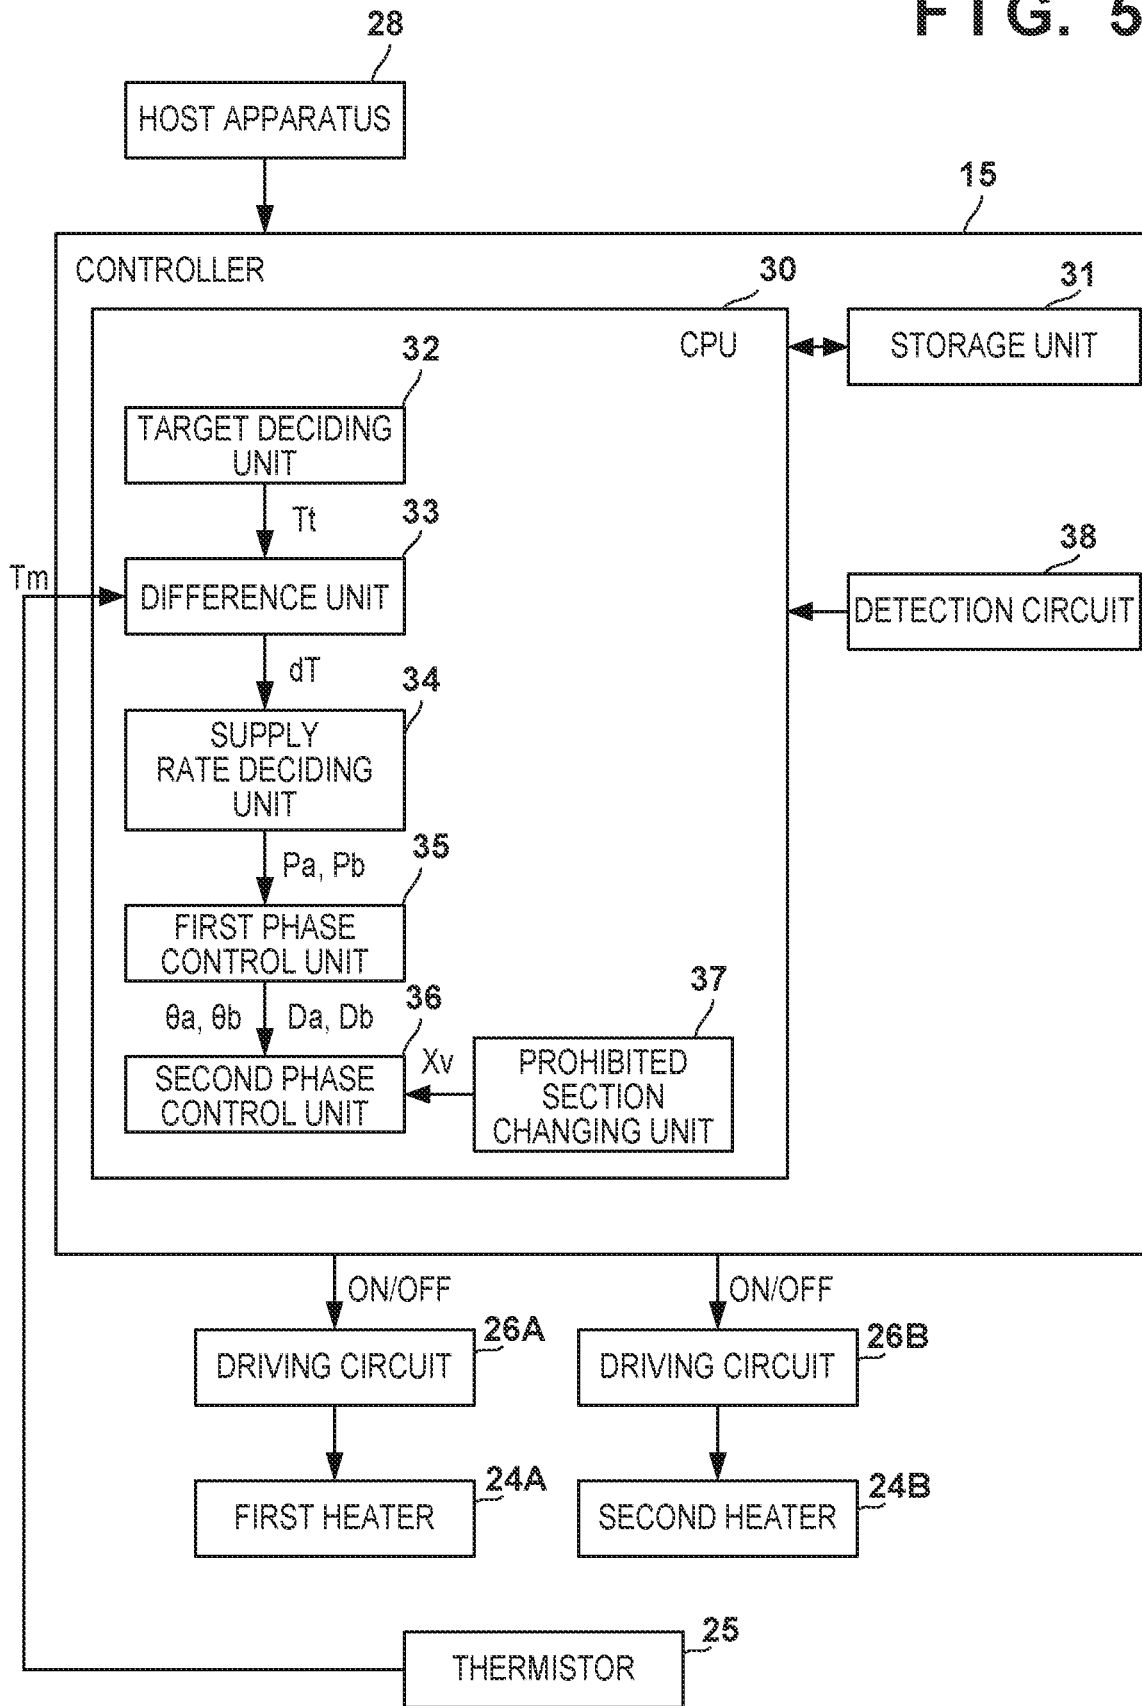 FIG. 5
28
HOST APPARATUS
15
CONTROLLER
30
31
CPU
STORAGE UNIT
32
TARGET DECIDING
UNIT
Tt
33
38
Tm
DIFFERENCE UNIT
DETECTION CIRCUIT
dT
34
SUPPLY
RATE DECIDING
UNIT
Pa, Pb
35
FIRST PHASE
CONTROL UNIT
θa, θb
Da, Db
36
37
SECOND PHASE
CONTROL UNIT
Xv
PROHIBITED
SECTION
CHANGING UNIT
ON/OFF
ON/OFF
26A
26B
DRIVING CIRCUIT
DRIVING CIRCUIT
24A
24B
FIRST HEATER
SECOND HEATER
25
THERMISTOR